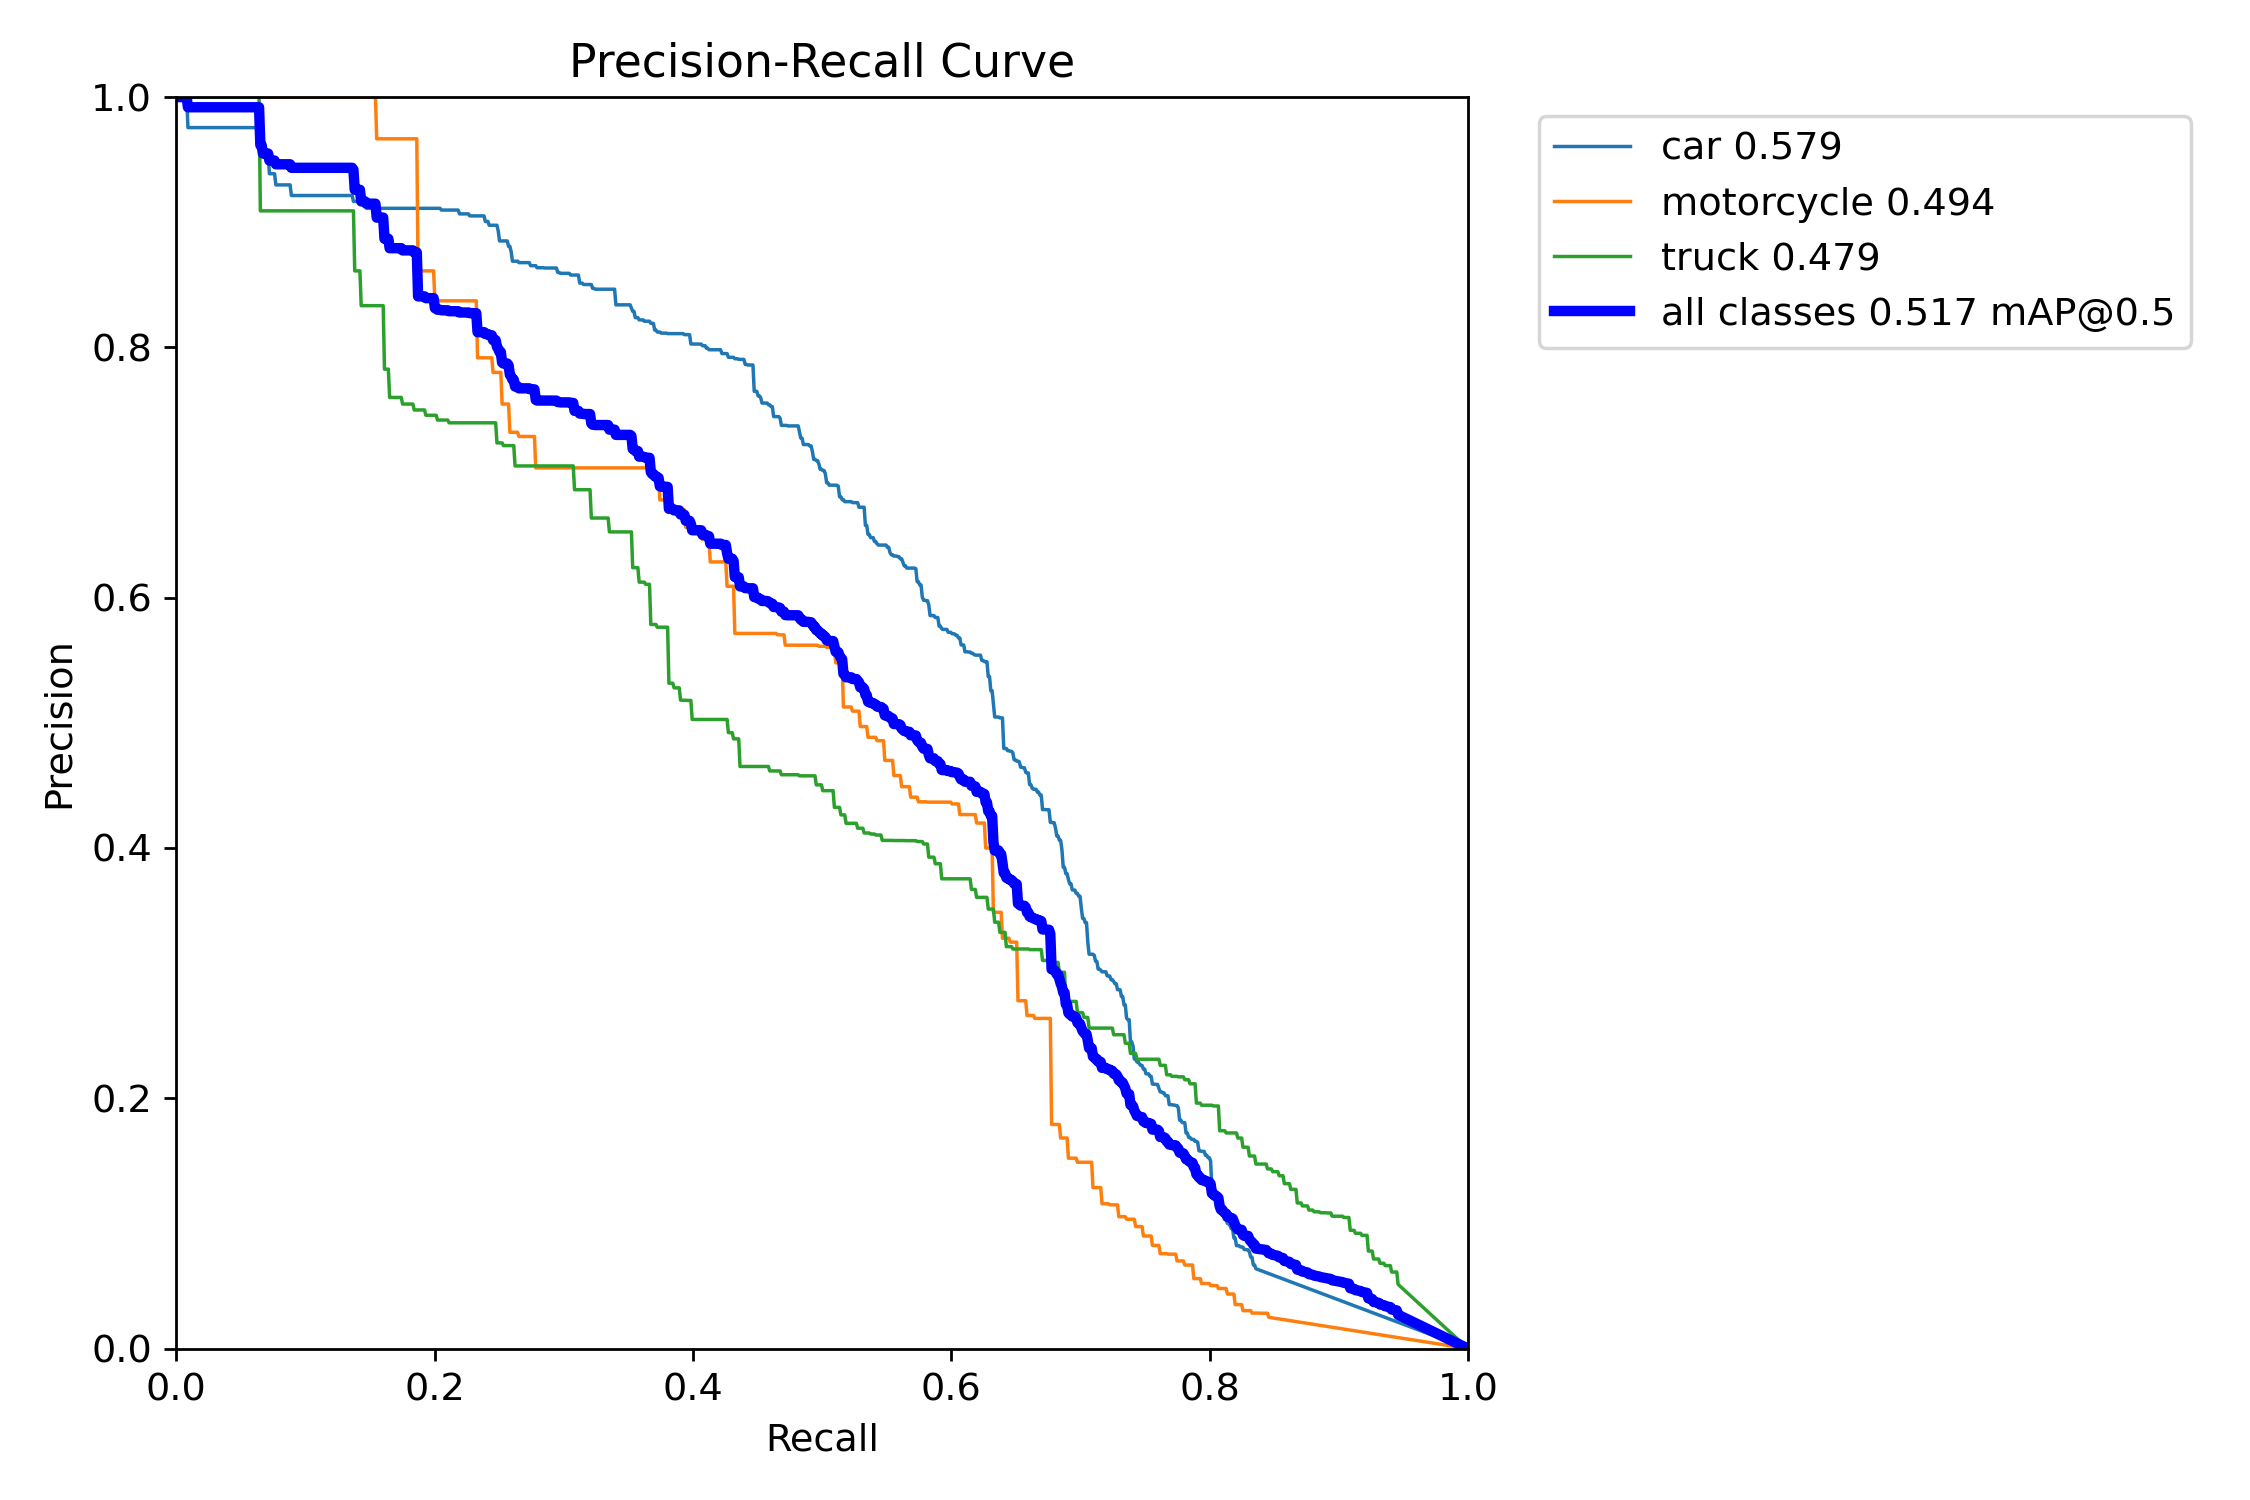 Precision-Recall Curve
1.0
0.8
0.6
0.4
0.2
0.0
Precision
0.0 0.2 0.4 0.6 0.8 1.0
Recall
car 0.579
motorcycle 0.494
truck 0.479
all classes 0.517 mAP@0.5